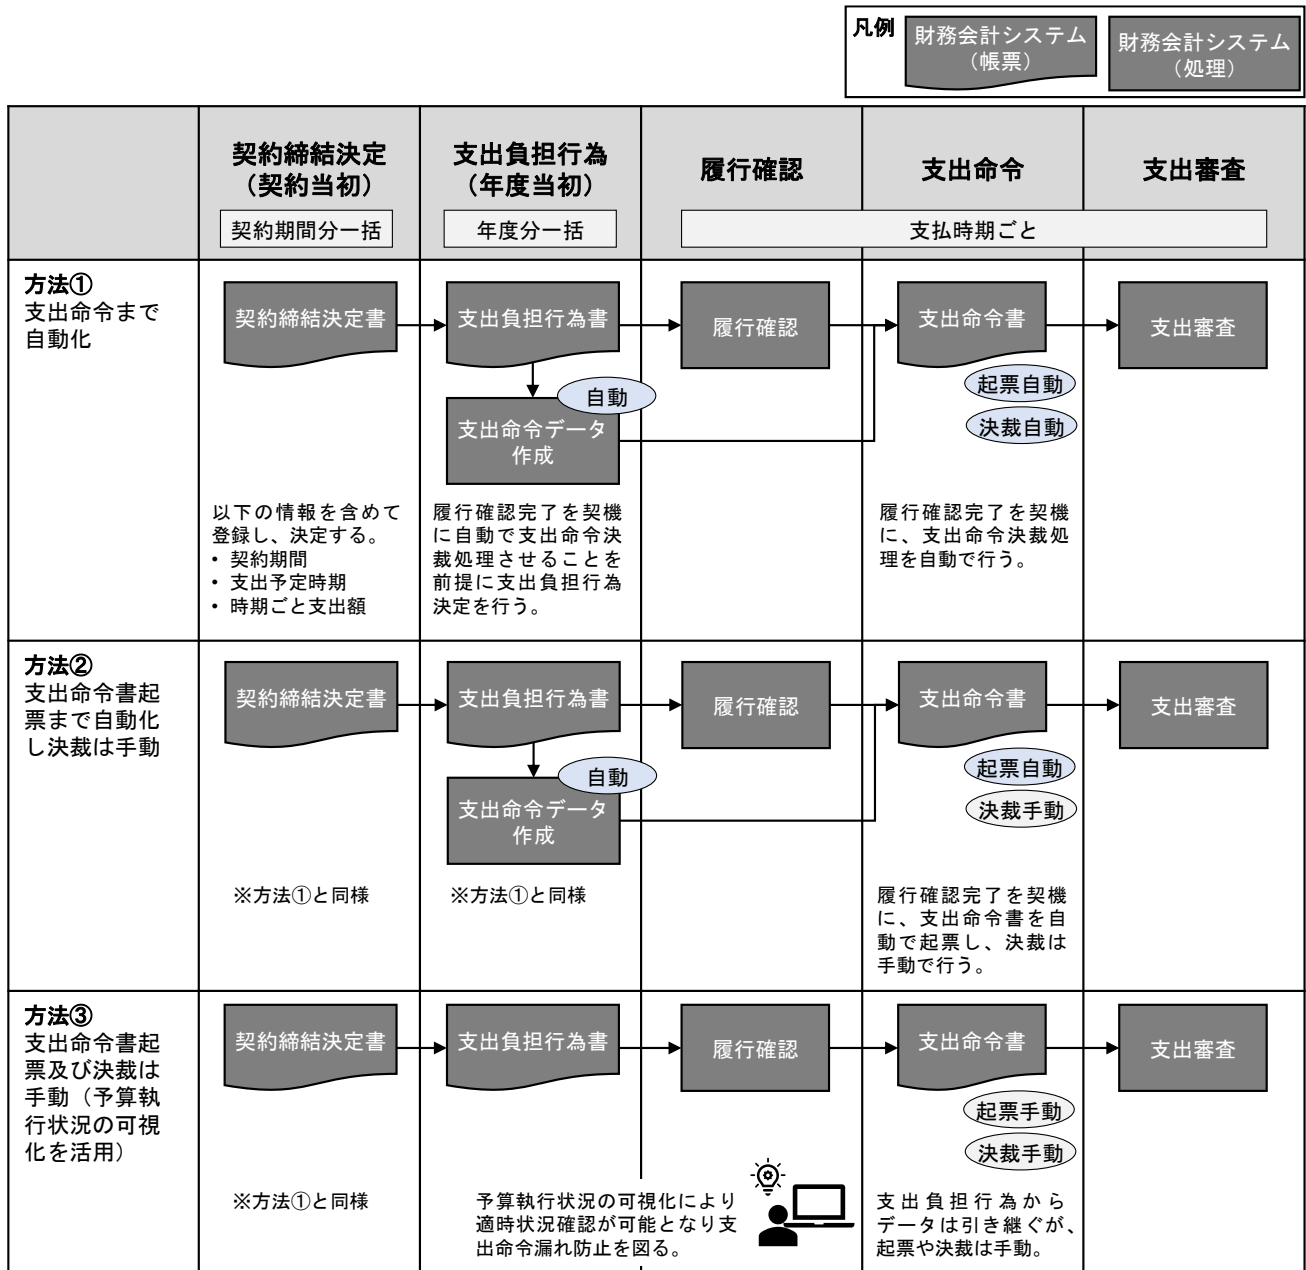 凡例
財務会計システム
（帳票）
財務会計システム
（処理）
契約締結決定
（契約当初）
支出負担行為
（年度当初）
履行確認
支出命令
支出審査
契約期間分一括
年度分一括
支払時期ごと
方法①
支出命令まで
自動化
契約締結決定書
支出負担行為書
履行確認
支出命令書
支出審査
自動
支出命令データ
作成
起票自動
決裁自動
以下の情報を含めて
登録し、決定する。
• 契約期間
• 支出予定時期
• 時期ごと支出額
履行確認完了を契機
に自動で支出命令決
裁処理させることを
前提に支出負担行為
決定を行う。
履行確認完了を契機
に、支出命令決裁処
理を自動で行う。
方法②
支出命令書起
票まで自動化
し決裁は手動
契約締結決定書
支出負担行為書
履行確認
支出命令書
支出審査
自動
支出命令データ
作成
起票自動
決裁手動
※方法①と同様
※方法①と同様
履行確認完了を契機
に、支出命令書を自
動で起票し、決裁は
手動で行う。
方法③
支出命令書起
票及び決裁は
手動（予算執
行状況の可視
化を活用）
契約締結決定書
支出負担行為書
履行確認
支出命令書
支出審査
起票手動
決裁手動
※方法①と同様
予算執行状況の可視化により
適時状況確認が可能となり支
出命令漏れ防止を図る。
支出負担行為から
データは引き継ぐが、
起票や決裁は手動。